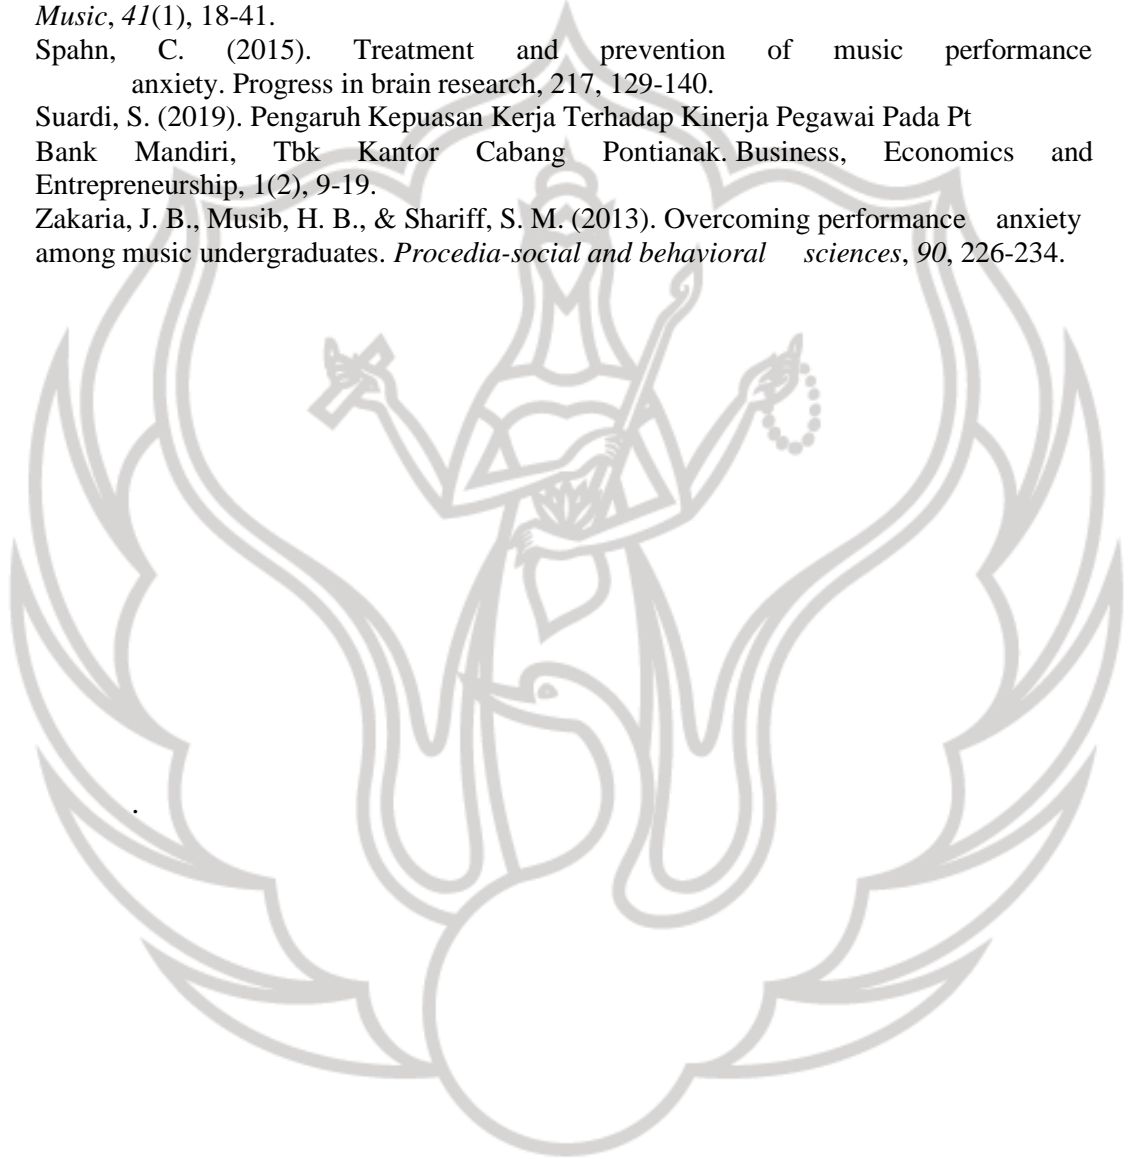 Music, 41(1), 18-41.
Spahn, C. (2015). Treatment and prevention of music performance
anxiety. Progress in brain research, 217, 129-140.
Suardi, S. (2019). Pengaruh Kepuasan Kerja Terhadap Kinerja Pegawai Pada Pt
Bank Mandiri, Tbk Kantor Cabang Pontianak. Business, Economics and
Entrepreneurship, 1(2), 9-19.
Zakaria, J. B., Musib, H. B., & Shariff, S. M. (2013). Overcoming performance anxiety
among music undergraduates. Procedia-social and behavioral sciences, 90, 226-234.
.